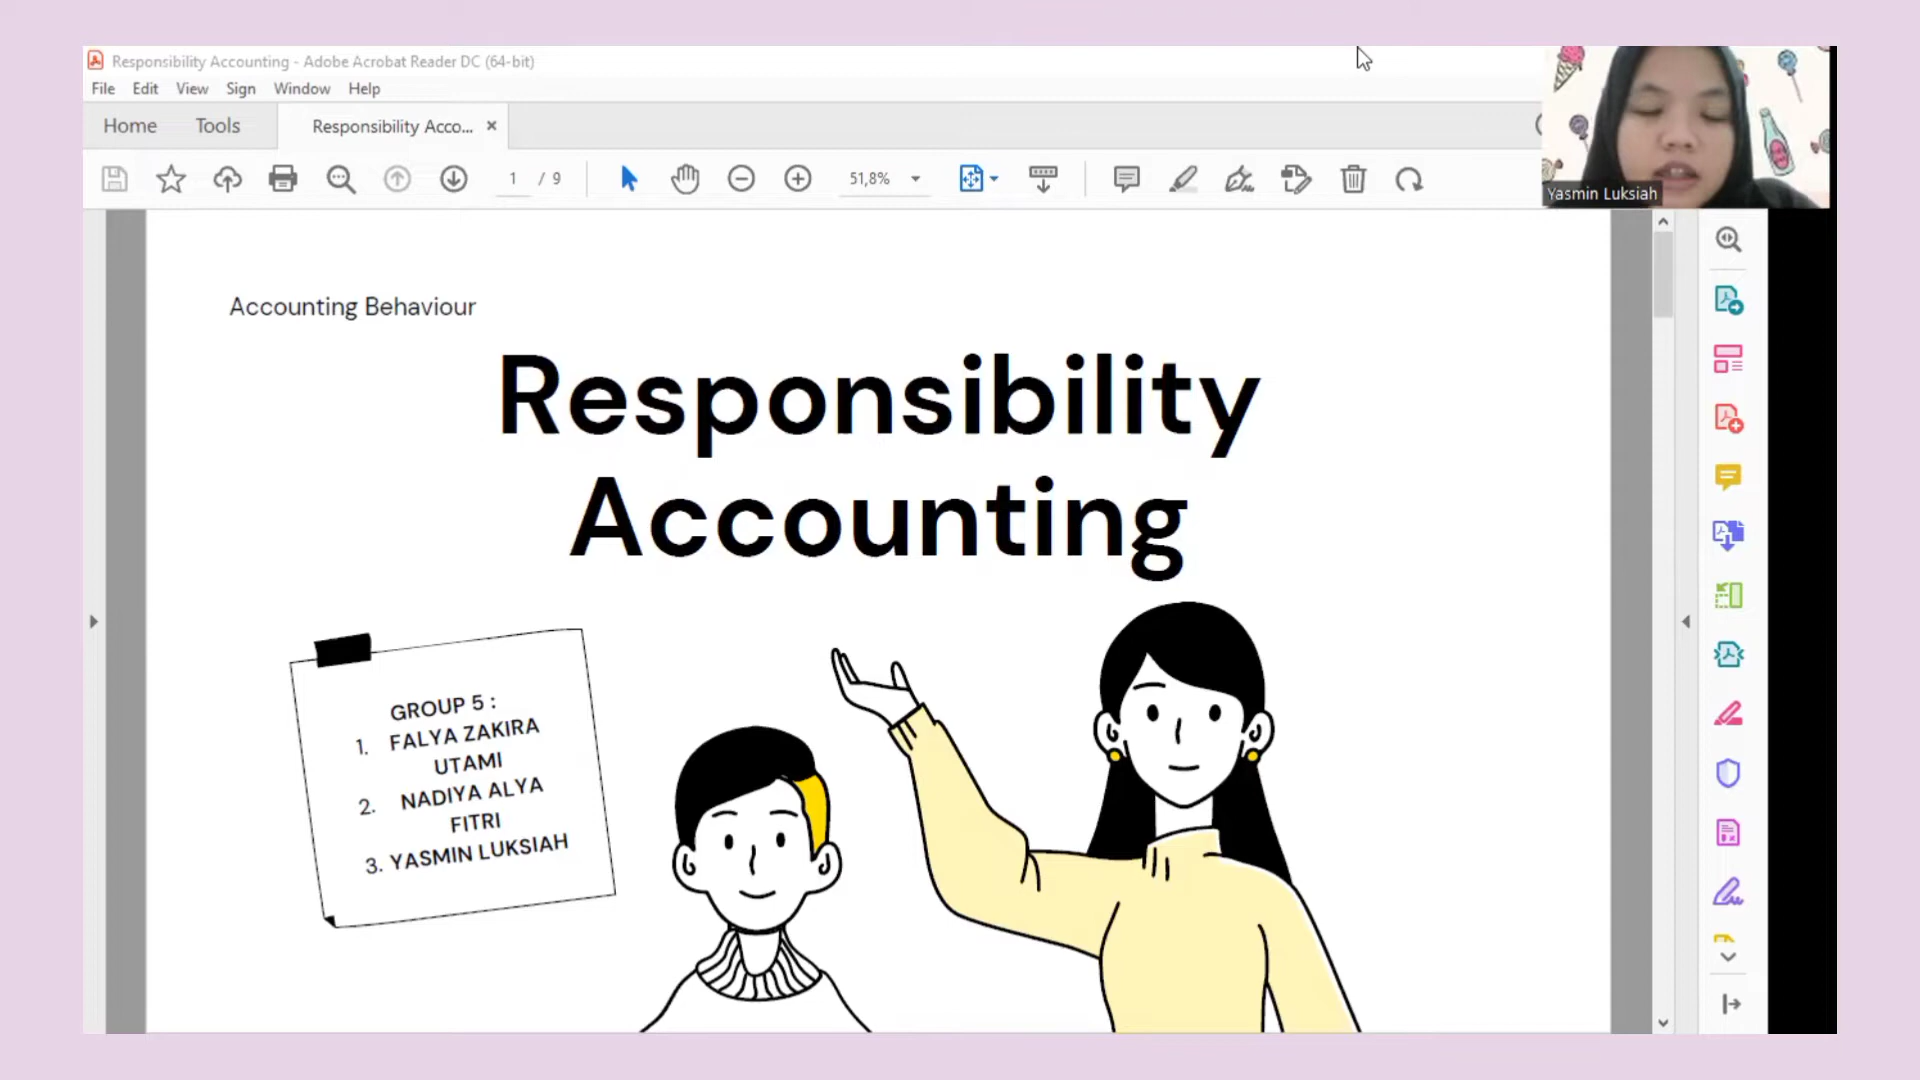 Responsibility Accounting - Adobe Acrobat Reader DC (64-bit)
File Edit View Sign Window Help
Home Tools Responsibility Acco...
1 / 9 51,8%
Yasmin Luksiah
Accounting Behaviour
Responsibility
Accounting
GROUP 5 :
1. FALYA ZAKIRA
UTAMI
2. NADIYA ALYA
FITRI
3. YASMIN LUKSIAH